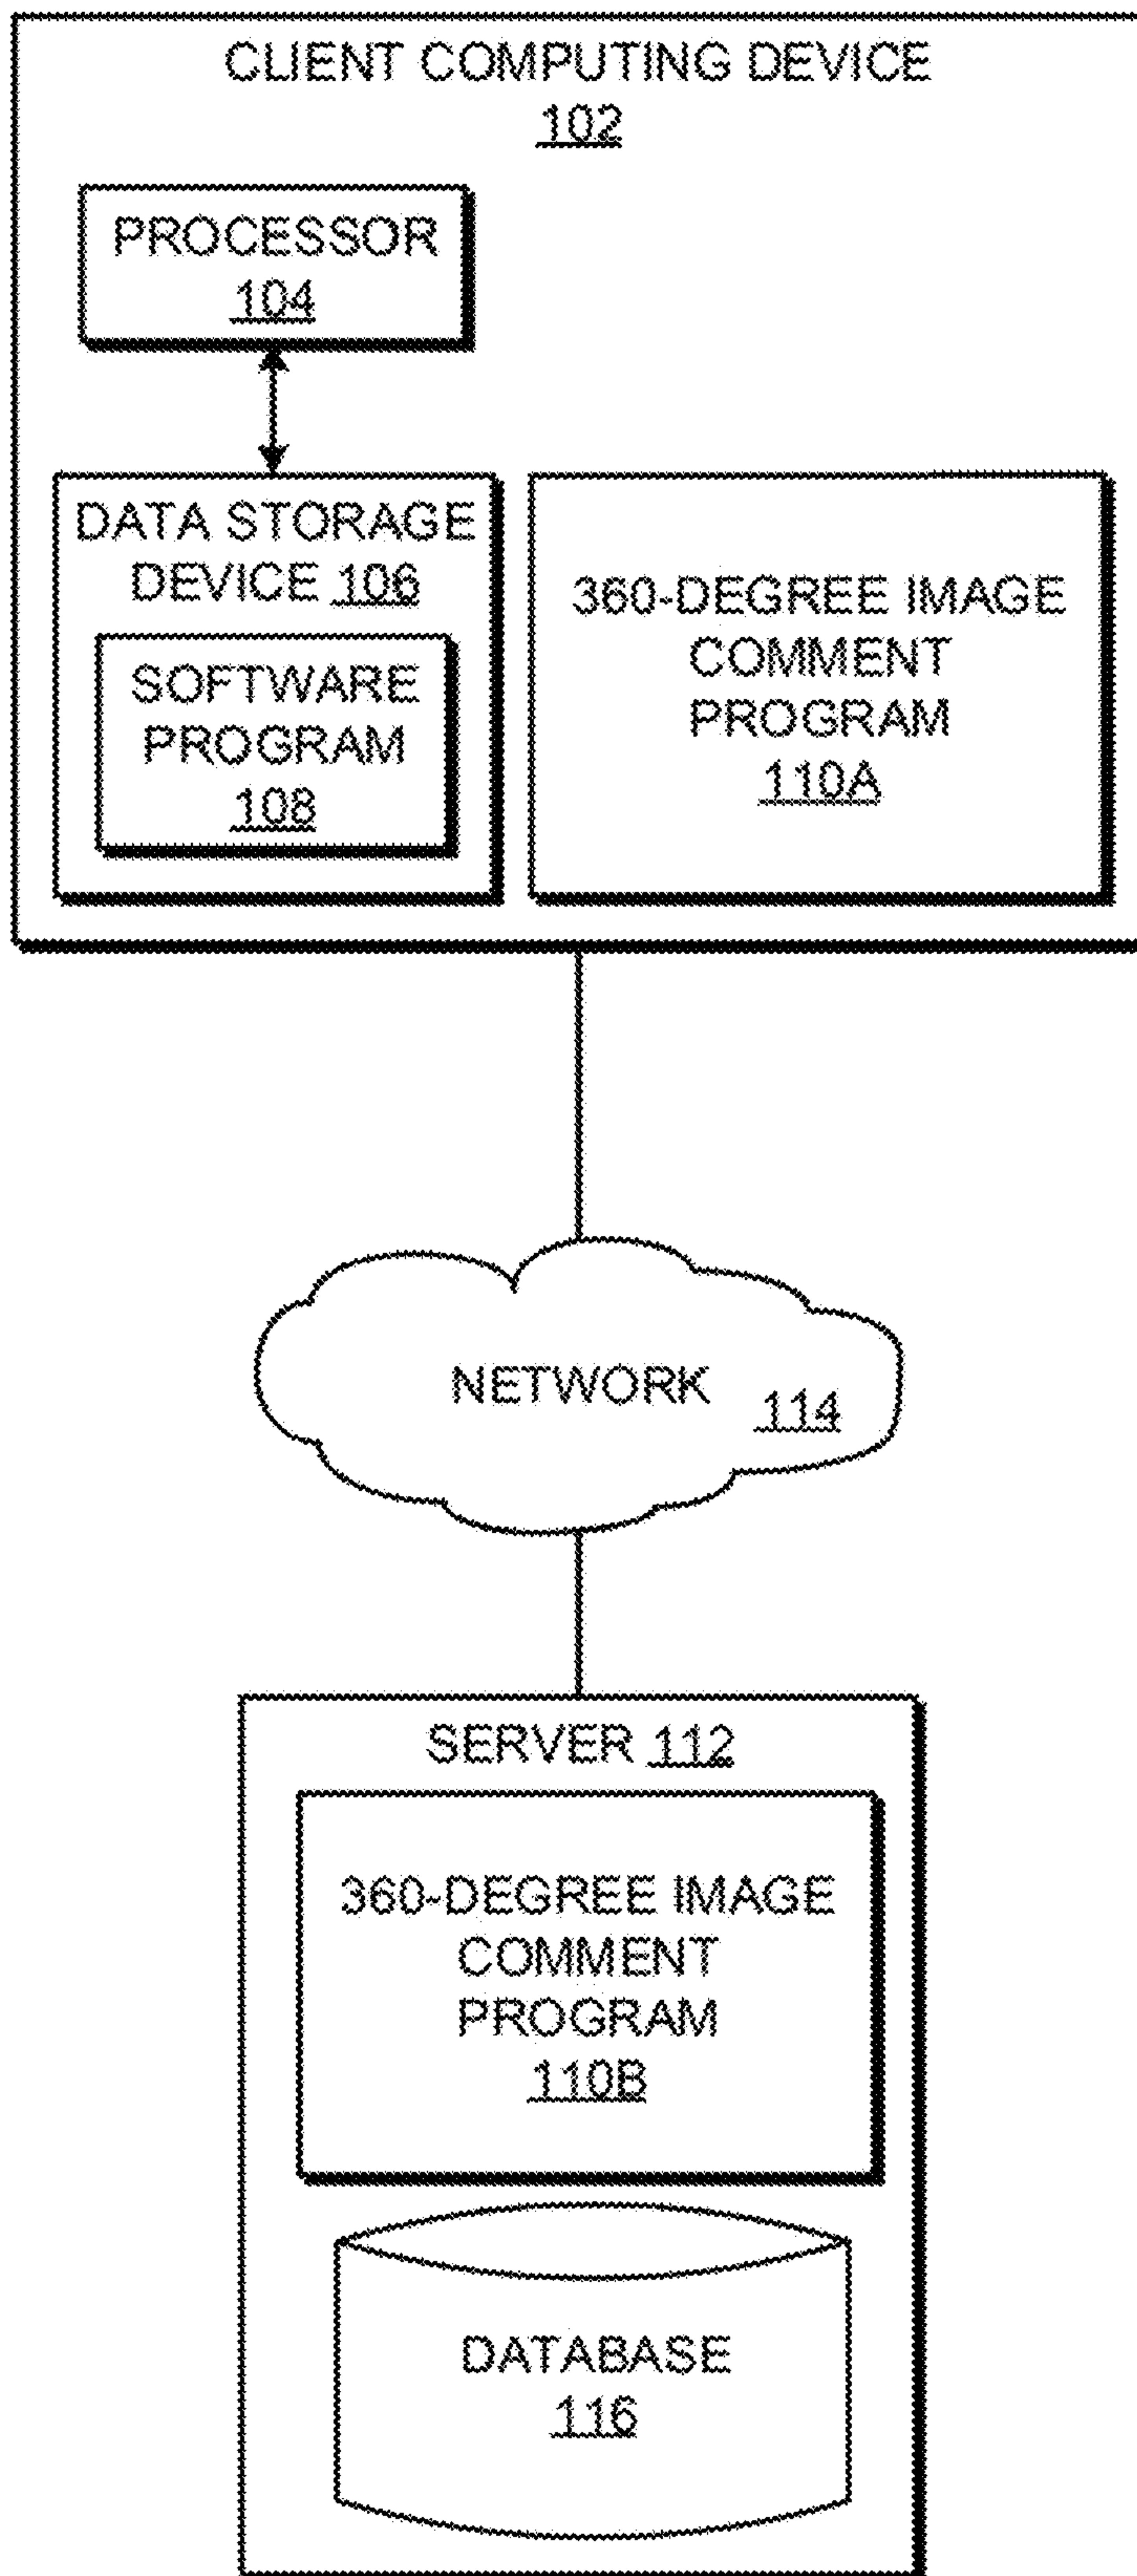 CLIENT COMPUTING DEVICE
102
PROCESSOR
104
DATA STORAGE
DEVICE 106
SOFTWARE
PROGRAM
108
360-DEGREE IMAGE
COMMENT
PROGRAM
110A
NETWORK 114
SERVER 112
360-DEGREE IMAGE
COMMENT
PROGRAM
110B
DATABASE
116